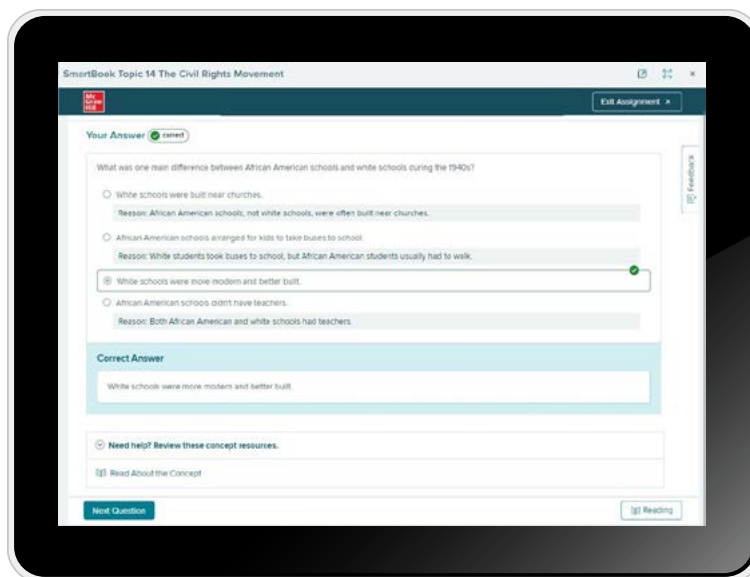 SmartBook Topic 14 The Civil Rights Movement
Mc
Graw
Hill
Exit Assignment ×
Your Answer correct
Feedback
What was one main difference between African American schools and white schools during the 1940s?
White schools were built near churches.
Reason: African American schools, not white schools, were often built near churches.
African American schools arranged for kids to take buses to school.
Reason: White students took buses to school, but African American students usually had to walk.
White schools were more modern and better built.
African American schools didn't have teachers.
Reason: Both African American and white schools had teachers.
Correct Answer
White schools were more modern and better built.
Need help? Review these concept resources.
Read About the Concept
Next Question
Reading